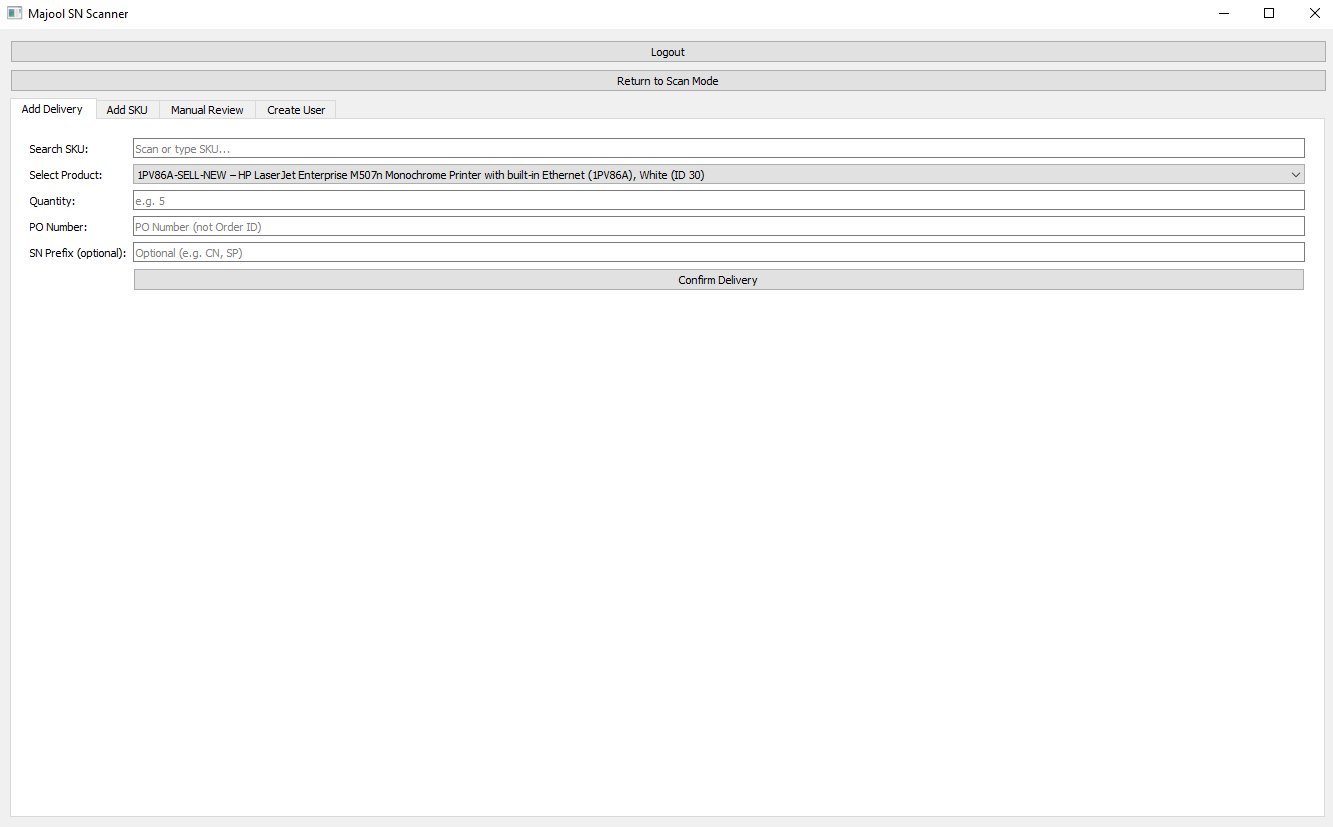 Majool SN Scanner
Logout
Return to Scan Mode
Add Delivery Add SKU Manual Review Create User
Search SKU: Scan or type SKU...
Select Product: 1PV86A-SELL-NEW – HP LaserJet Enterprise M507n Monochrome Printer with built-in Ethernet (1PV86A), White (ID 30)
Quantity: e.g. 5
PO Number: PO Number (not Order ID)
SN Prefix (optional): Optional (e.g. CN, SP)
Confirm Delivery